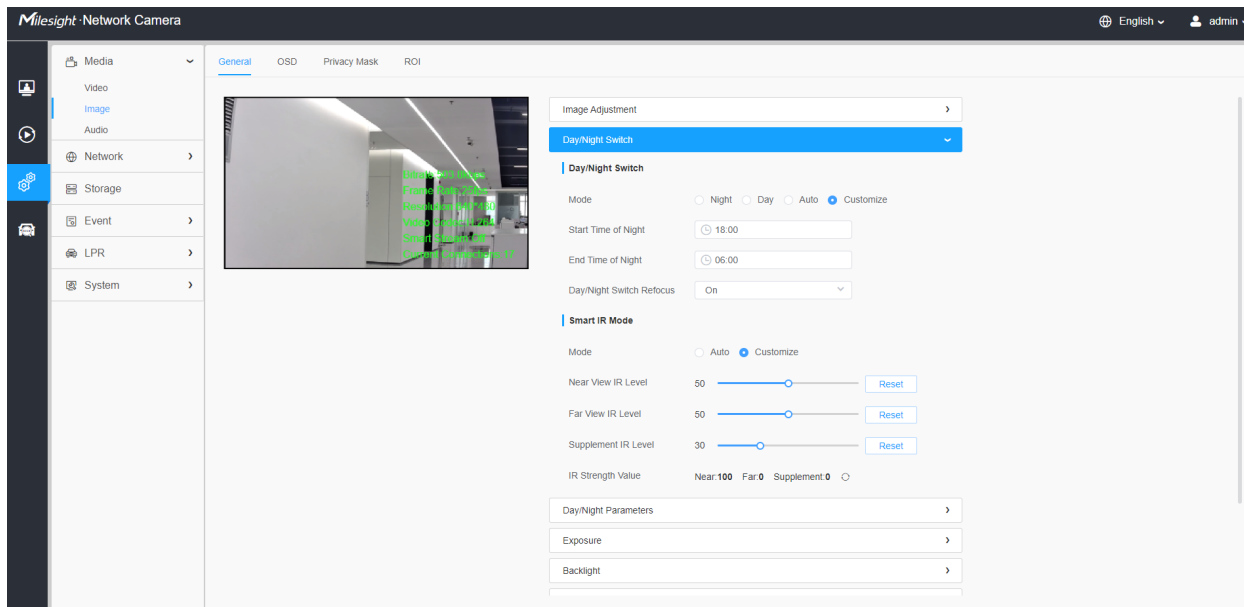 Milesight·Network Camera
English
admin
Media
Video
Image
Audio
Network
Storage
Event
LPR
System
General
OSD
Privacy Mask
ROI
Image Adjustment
Day/Night Switch
Day/Night Switch
Mode
Night
Day
Auto
Customize
Start Time of Night
18:00
End Time of Night
06:00
Day/Night Switch Refocus
On
Smart IR Mode
Mode
Auto
Customize
Near View IR Level
50
Reset
Far View IR Level
50
Reset
Supplement IR Level
30
Reset
IR Strength Value
Near:100 Far:0 Supplement:0
Day/Night Parameters
Exposure
Backlight